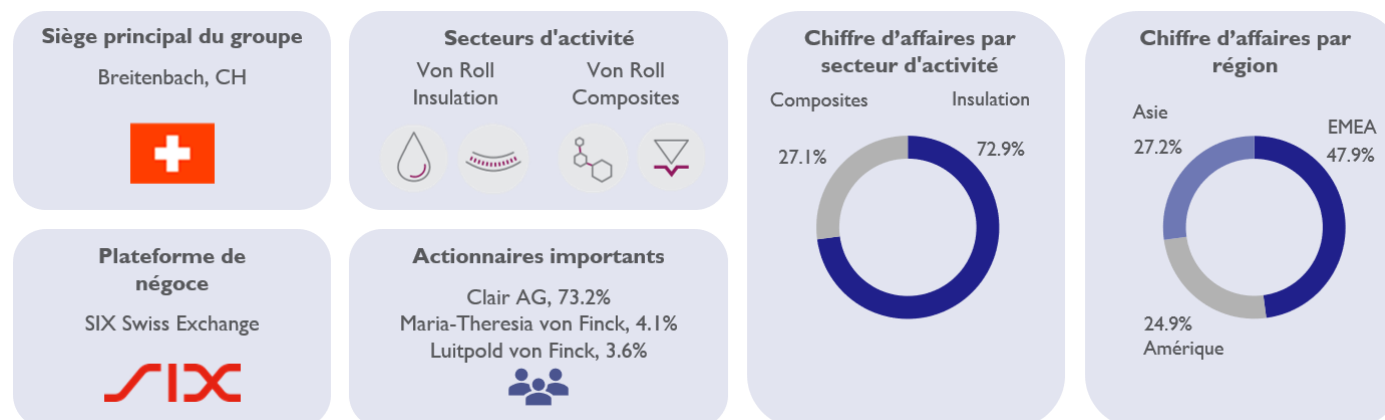 Siège principal du groupe
Breitenbach, CH
Secteurs d'activité
Von Roll
Insulation
Von Roll
Composites
Chiffre d’affaires par
secteur d'activité
Composites
Insulation
27.1%
72.9%
Chiffre d’affaires par
région
Asie
27.2%
EMEA
47.9%
24.9%
Amérique
Plateforme de
négoce
SIX Swiss Exchange
SIX
Actionnaires importants
Clair AG, 73.2%
Maria-Theresia von Finck, 4.1%
Luitpold von Finck, 3.6%